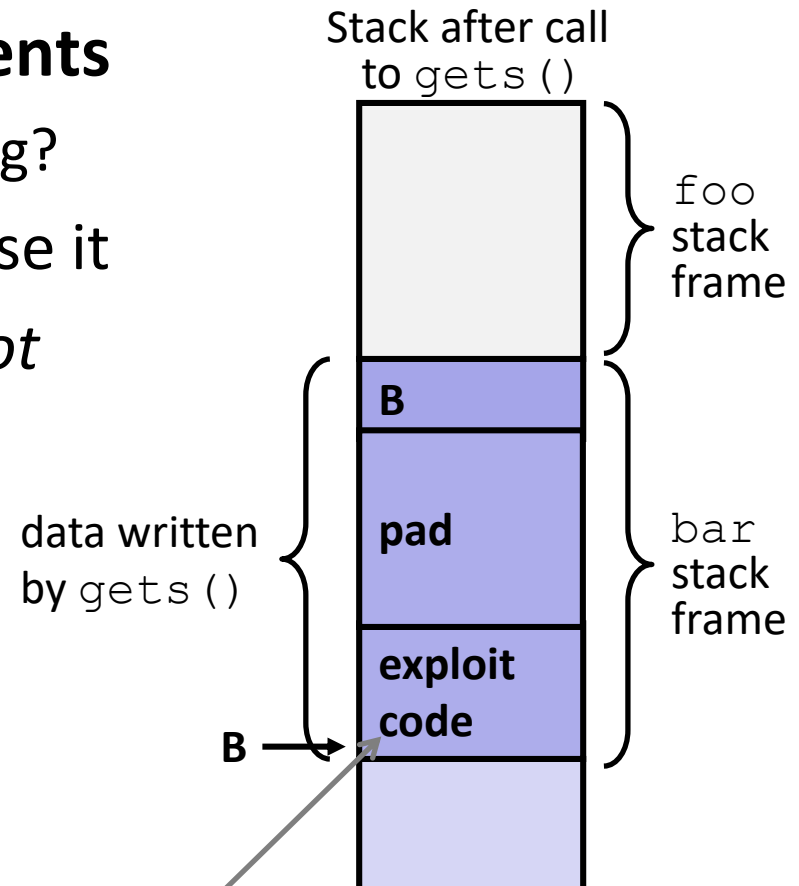 ents
g?
se it
ot
Stack after call
to gets()
foo
stack
frame
B
pad
exploit
code
data written
by gets()
B
bar
stack
frame